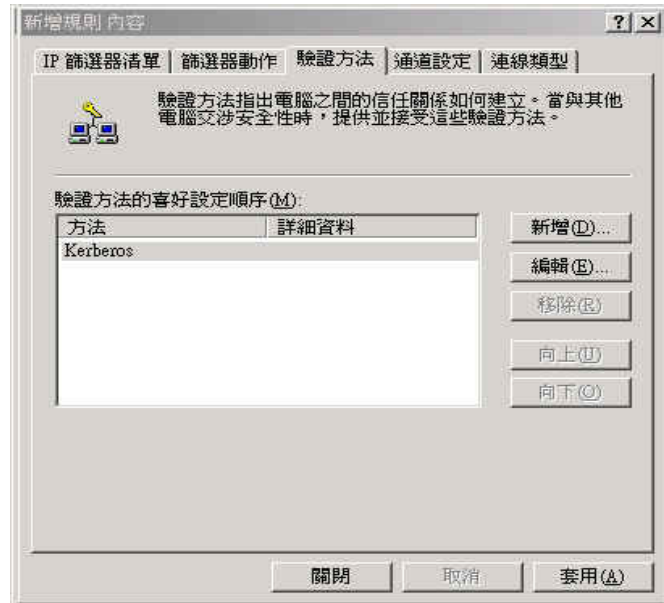 新增規則 內容
IP 篩選器清單 篩選器動作 驗證方法 通道設定 連線類型
驗證方法指出電腦之間的信任關係如何建立。當與其他
電腦交涉安全性時，提供並接受這些驗證方法。
驗證方法的喜好設定順序(M):
方法 詳細資料
Kerberos
新增(D)...
編輯(E)...
移除(R)
向上(U)
向下(O)
關閉 取消 套用(A)